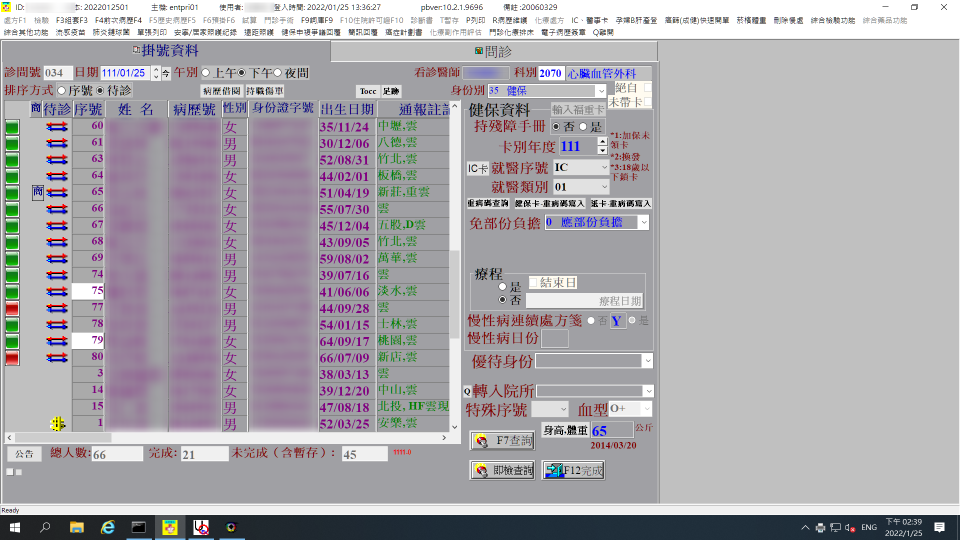 ID: ID:2022012501 主檔: entpri01 使用者: 登入時間: 2022/01/25 13:36:27 pbver:10.2.1.9696 備註:20060329
處方F1 檢驗 F3組套F3 F4前次病歷F4 F5歷史病歷F5 F6預掛F6 試算 門診手術 F9詞庫F9 F10住院許可證F10 診斷書 T暫存 P列印 R病歷維護 化療處方 IC、醫事卡 孕婦B肝產登 高額(戒健)快速開單 菸檳體重 刪除優處 綜合檢驗功能 綜合藥品功能
綜合其他功能 流感疫苗 肺炎鏈球菌 單張列印 安寧/居家照護紀錄 遠距照護 健保申複爭議回覆 簡訊回覆 癌症計劃書 化療副作用評估 門診化療排床 電子病歷簽章 Q離開
掛號資料 問診
診間號 034 日期 111/01/25 今 午別 上午 下午 夜間
排序方式 序號 待診 病歷借閱 持職傷單 Tocc 足跡
看診醫師 科別 2070 心臟血管外科
身份別 35 健保 絕自
未帶卡
商 待診 序號 姓 名 病歷號 性別 身份證字號 出生日期 通報註記
60 女 35/11/24 中壢,雲
61 男 30/12/06 八德,雲
63 男 52/08/31 竹北,雲
64 女 44/02/01 板橋,雲
商 65 女 51/04/19 新莊,重雲
66 女 55/07/30 雲
67 女 45/12/04 五股,D雲
68 女 43/09/05 竹北,雲
69 男 59/08/02 萬華,雲
74 男 39/07/16 雲
75 女 41/06/06 淡水,雲
77 男 44/09/28 雲
78 男 54/01/15 士林,雲
79 女 64/09/17 桃園,雲
80 男 66/07/09 新店,雲
3 女 38/03/13 雲
14 女 39/12/20 中山,雲
15 男 47/08/18 北投, HF雲現
1 男 52/03/25 安樂,雲
公告 總人數: 66 完成: 21 未完成（含暫存）: 45 1111-0
健保資料 輸入福重卡
持殘障手冊 否 是
卡別年度 111
*1:加保未領卡
*2:換發
*3:18歲以下鎖卡
IC卡 就醫序號 IC
就醫類別 01
重病碼查詢 健保卡-重病碼寫入 紙卡-重病碼寫入
免部份負擔 0 應部份負擔
療程
是 結束日
否 療程日期
慢性病連續處方箋 否 Y 是
慢性病日份
優待身份
Q 轉入院所
特殊序號 血型 O+
F7查詢 身高.體重 65 公斤
2014/03/20
即檢查詢 F12完成
Ready
ENG
下午 02:39
2022/1/25